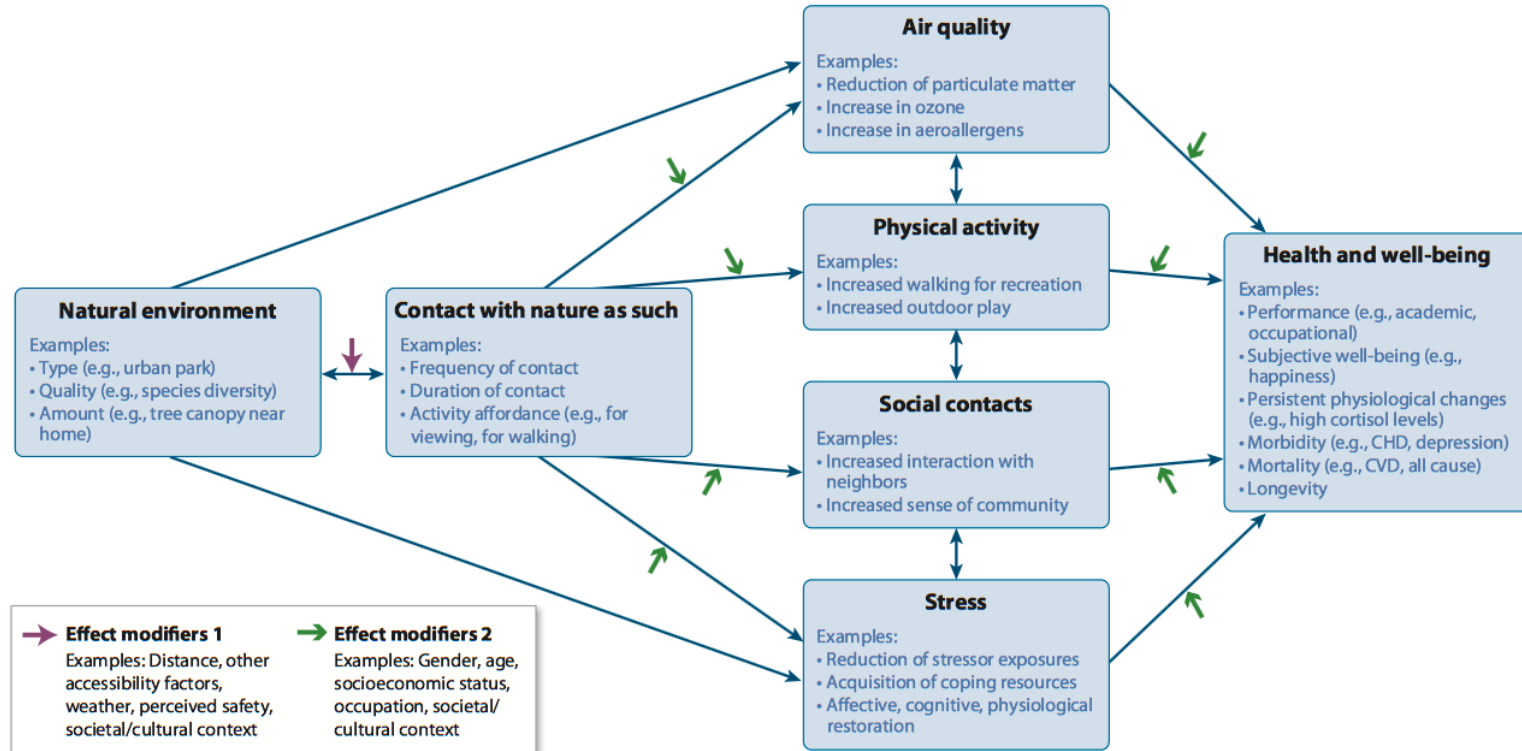 Air quality
Examples:
• Reduction of particulate matter
• Increase in ozone
• Increase in aeroallergens
Physical activity
Examples:
• Increased walking for recreation
• Increased outdoor play
Health and well-being
Examples:
• Performance (e.g., academic,
occupational)
• Subjective well-being (e.g.,
happiness)
• Persistent physiological changes
(e.g., high cortisol levels)
• Morbidity (e.g., CHD, depression)
• Mortality (e.g., CVD, all cause)
• Longevity
Natural environment
Examples:
• Type (e.g., urban park)
• Quality (e.g., species diversity)
• Amount (e.g., tree canopy near
home)
Contact with nature as such
Examples:
• Frequency of contact
• Duration of contact
• Activity affordance (e.g., for
viewing, for walking)
Social contacts
Examples:
• Increased interaction with
neighbors
• Increased sense of community
Stress
Examples:
• Reduction of stressor exposures
• Acquisition of coping resources
• Affective, cognitive, physiological
restoration
Effect modifiers 1
Examples: Distance, other
accessibility factors,
weather, perceived safety,
societal/cultural context
Effect modifiers 2
Examples: Gender, age,
socioeconomic status,
occupation, societal/
cultural context